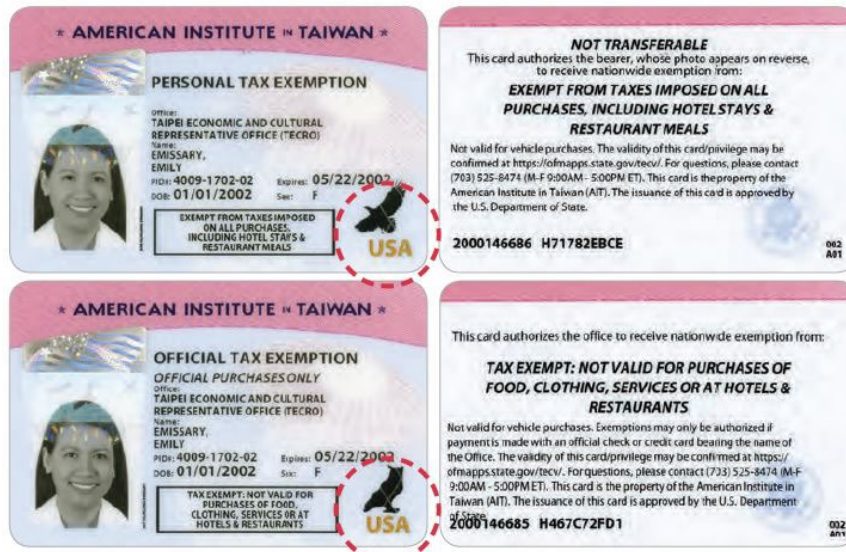 ★ AMERICAN INSTITUTE IN TAIWAN ★
PERSONAL TAX EXEMPTION
Office:
TAIPEI ECONOMIC AND CULTURAL
REPRESENTATIVE OFFICE (TECRO)
Name:
EMISSARY,
EMILY
PID#: 4009-1702-02 Expires: 05/22/2002
DOB: 01/01/2002 Sex: F
EXEMPT FROM TAXES IMPOSED
ON ALL PURCHASES,
INCLUDING HOTEL STAYS &
RESTAURANT MEALS
USA
NOT TRANSFERABLE
This card authorizes the bearer, whose photo appears on reverse,
to receive nationwide exemption from:
EXEMPT FROM TAXES IMPOSED ON ALL
PURCHASES, INCLUDING HOTEL STAYS &
RESTAURANT MEALS
Not valid for vehicle purchases. The validity of this card/privilege may be
confirmed at https://ofmapps.state.gov/tecv/. For questions, please contact
(703) 525-8474 (M-F 9:00AM - 5:00PM ET). This card is the property of the
American Institute in Taiwan (AIT). The issuance of this card is approved by
the U.S. Department of State.
2000146686 H71782EBCE
002
A01
★ AMERICAN INSTITUTE IN TAIWAN ★
OFFICIAL TAX EXEMPTION
OFFICIAL PURCHASES ONLY
Office:
TAIPEI ECONOMIC AND CULTURAL
REPRESENTATIVE OFFICE (TECRO)
Name:
EMISSARY,
EMILY
PID#: 4009-1702-02 Expires: 05/22/2002
DOB: 01/01/2002 Sex: F
TAX EXEMPT: NOT VALID FOR
PURCHASES OF FOOD,
CLOTHING, SERVICES OR AT
HOTELS & RESTAURANTS
USA
This card authorizes the office to receive nationwide exemption from:
TAX EXEMPT: NOT VALID FOR PURCHASES OF
FOOD, CLOTHING, SERVICES OR AT HOTELS &
RESTAURANTS
Not valid for vehicle purchases. Exemptions may only be authorized if
payment is made with an official check or credit card bearing the name of
the Office. The validity of this card/privilege may be confirmed at https://
ofmapps.state.gov/tecv/. For questions, please contact (703) 525-8474 (M-F
9:00AM - 5:00PM ET). This card is the property of the American Institute in
Taiwan (AIT). The issuance of this card is approved by the U.S. Department
of State.
2000146685 H467C72FD1
002
A01